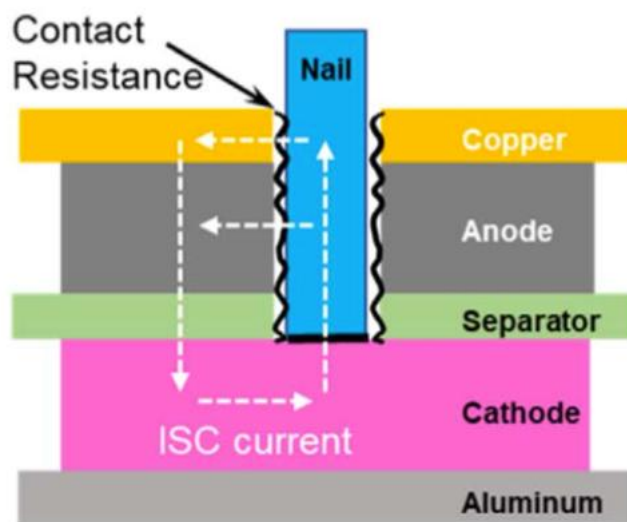 Contact
Resistance
Nail
Copper
Anode
Separator
Cathode
ISC current
Aluminum